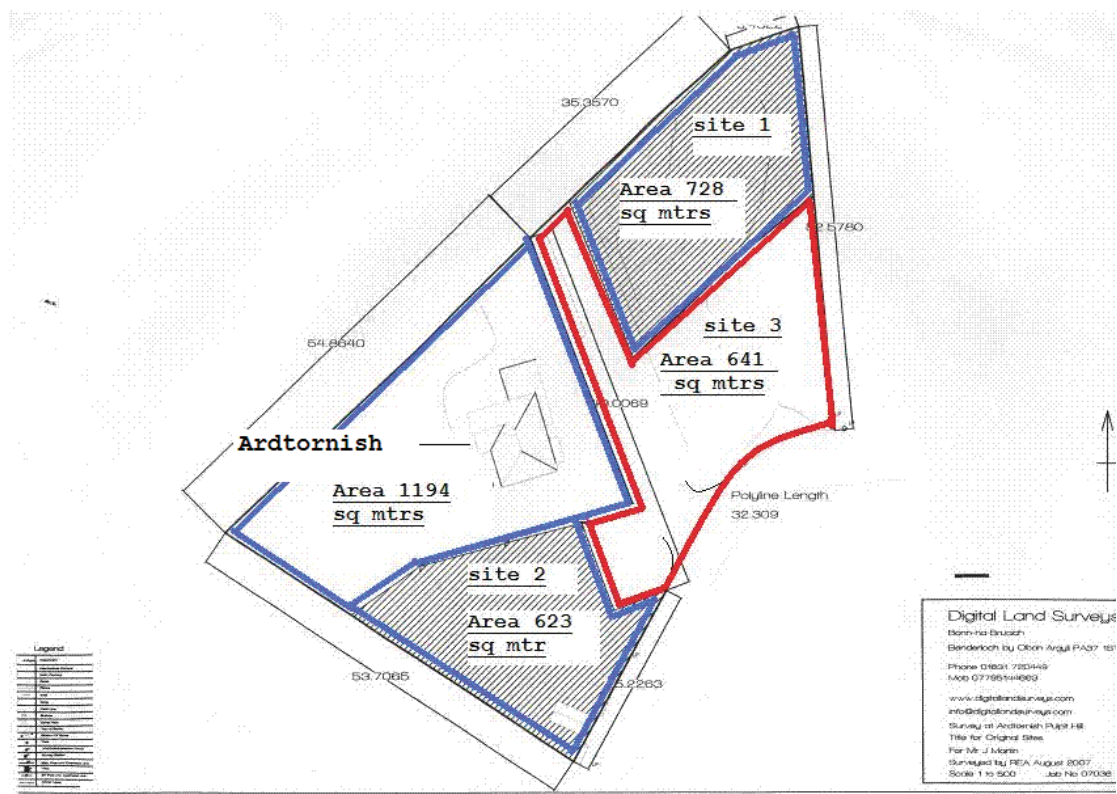 35.3570
site 1
Area 728
sq mtrs
52.5780
site 3
Area 641
sq mtrs
54.8640
Ardtornish
Area 1194
sq mtrs
Polyline Length
32.309
site 2
Area 623
sq mtr
53.7065
Digital Land Surveys
Benderloch by Oban Argyll PA37
Phone 01631 720449
www.digitallandsurveys.com
info@digitallandsurveys.com
Survey at Ardtornish Pulpit Hill
Title for Original Sites
For Mr J
Surveyed by REA August 2007
Scale 1 to 500 Job No 07036
Legend